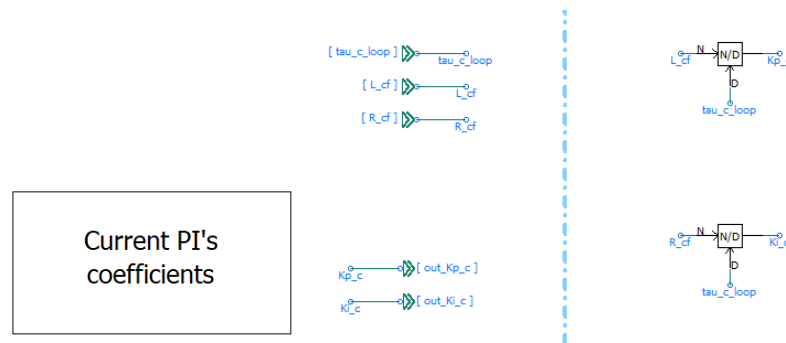 [ tau_c_loop ]
tau_c_loop
[ L_cf ]
L_cf
[ R_cf ]
R_cf
Current PI's
coefficients
Kp_c
[ out_Kp_c ]
Ki_c
[ out_Ki_c ]
L_cf
N
N/D
D
tau_c_loop
R_cf
N
N/D
D
tau_c_loop